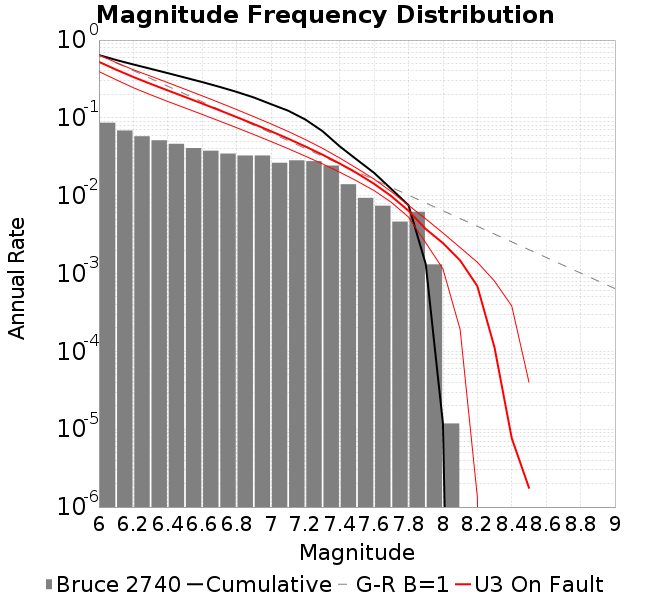 Magnitude Frequency Distribution
10^0
10^-1
10^-2
10^-3
10^-4
10^-5
10^-6
Annual Rate
6 6.2 6.4 6.6 6.8 7 7.2 7.4 7.6 7.8 8 8.2 8.4 8.6 8.8 9
Magnitude
Bruce 2740 Cumulative G-R B=1 U3 On Fault